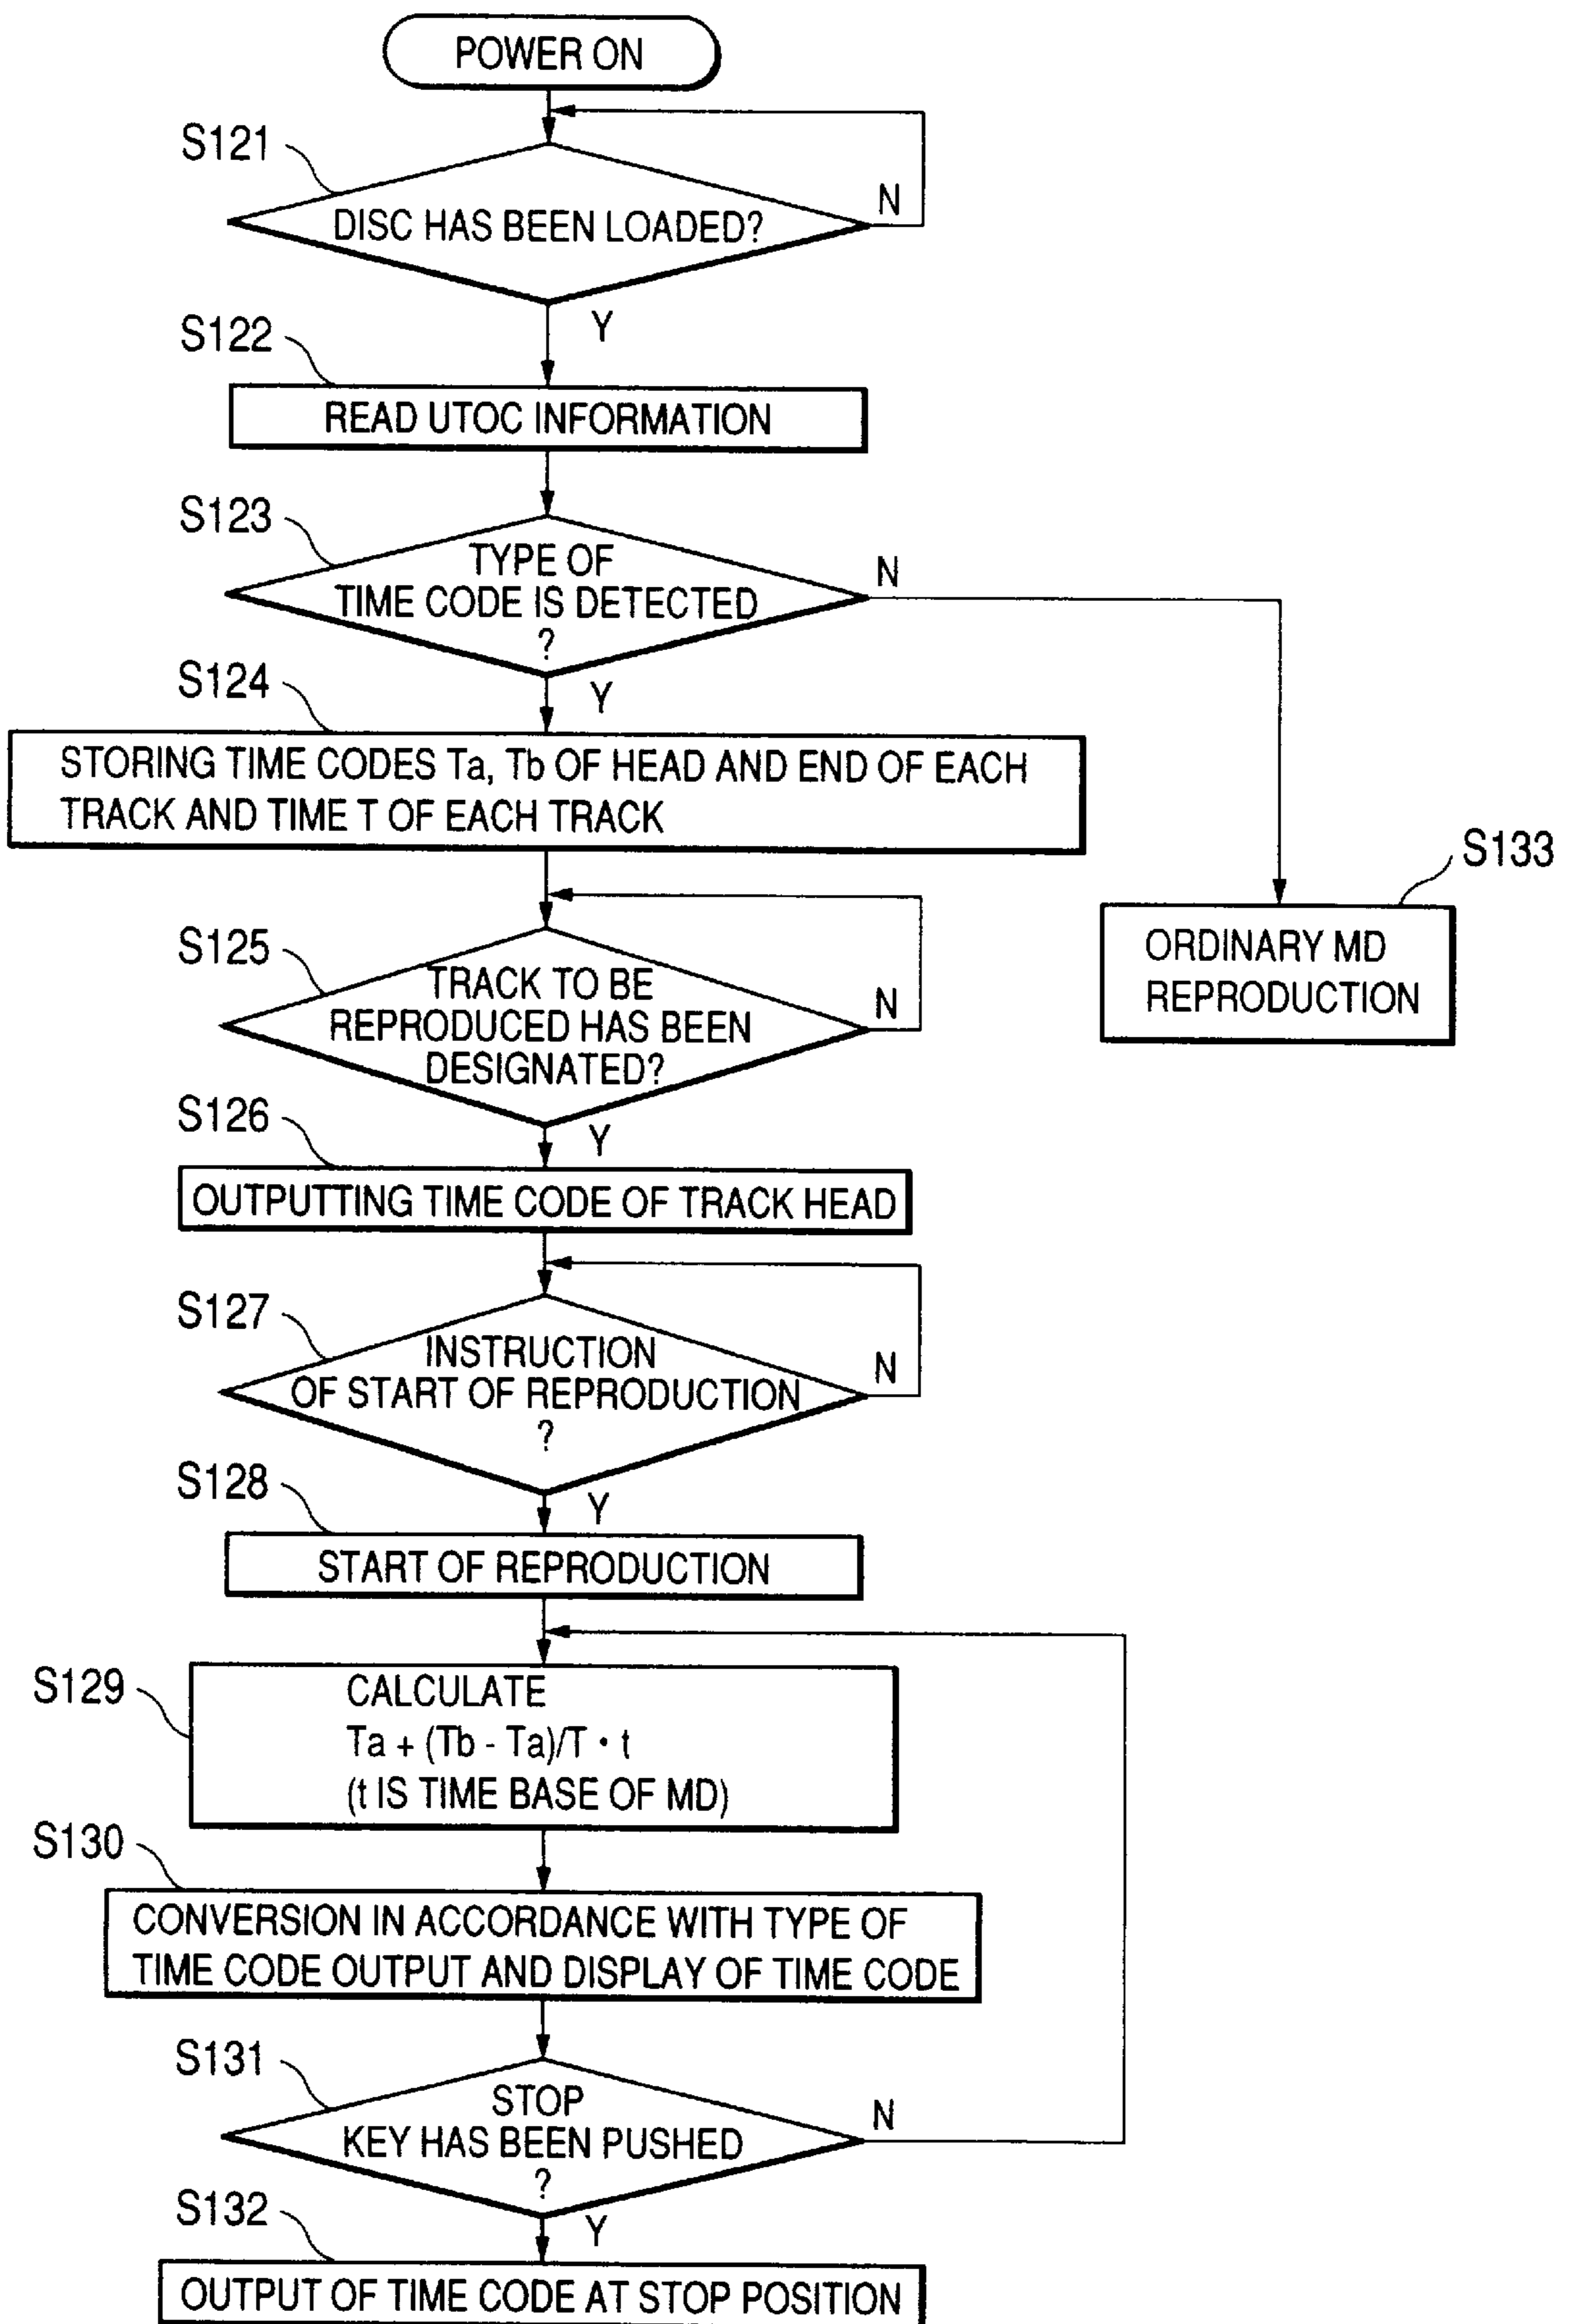 POWER ON
S121
DISC HAS BEEN LOADED?
N
Y
S122
READ UTOC INFORMATION
S123
TYPE OF
TIME CODE IS DETECTED
?
N
Y
S124
STORING TIME CODES Ta, Tb OF HEAD AND END OF EACH
TRACK AND TIME T OF EACH TRACK
S133
ORDINARY MD
REPRODUCTION
S125
TRACK TO BE
REPRODUCED HAS BEEN
DESIGNATED?
N
Y
S126
OUTPUTTING TIME CODE OF TRACK HEAD
S127
INSTRUCTION
OF START OF REPRODUCTION
?
N
Y
S128
START OF REPRODUCTION
S129
CALCULATE
Ta + (Tb - Ta)/T · t
(t IS TIME BASE OF MD)
S130
CONVERSION IN ACCORDANCE WITH TYPE OF
TIME CODE OUTPUT AND DISPLAY OF TIME CODE
S131
STOP
KEY HAS BEEN PUSHED
?
N
Y
S132
OUTPUT OF TIME CODE AT STOP POSITION